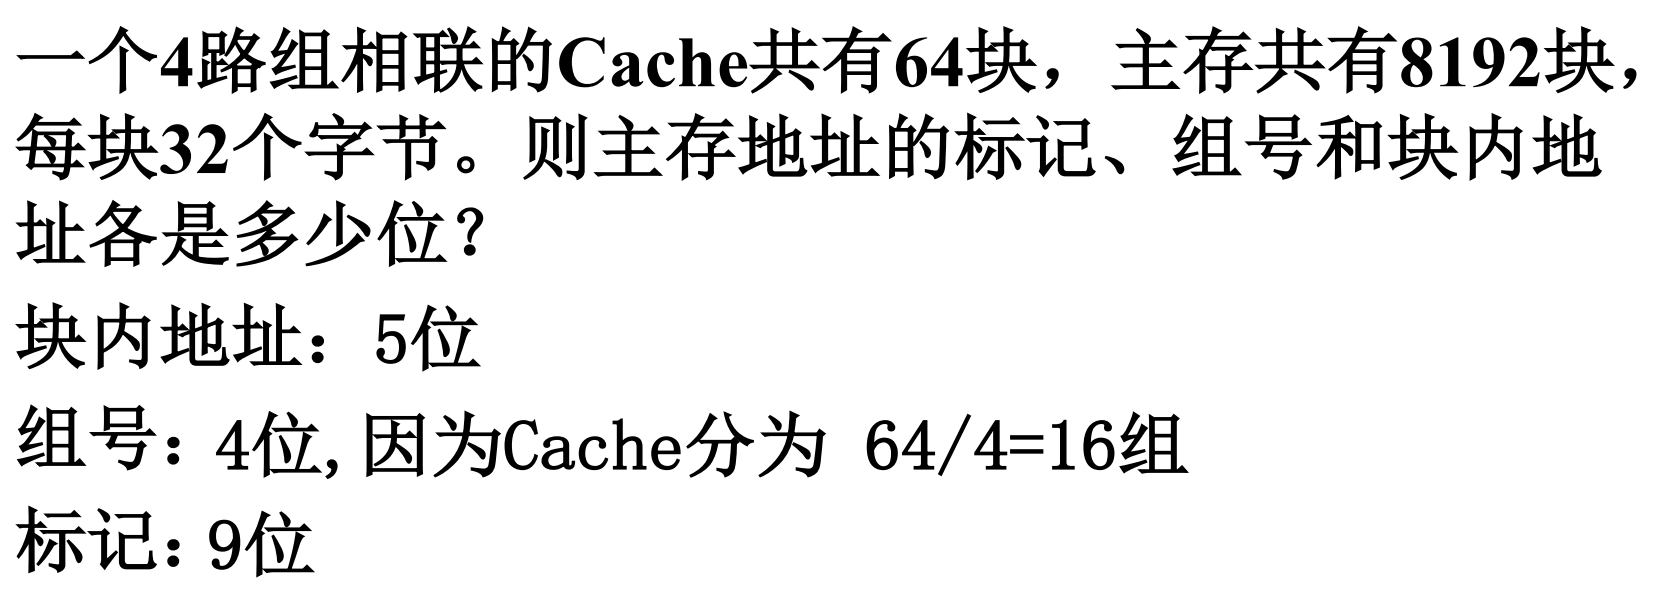 一个4路组相联的Cache共有64块，主存共有8192块，
每块32个字节。则主存地址的标记、组号和块内地
址各是多少位？
块内地址：5位
组号：4位,因为Cache分为 64/4=16组
标记：9位